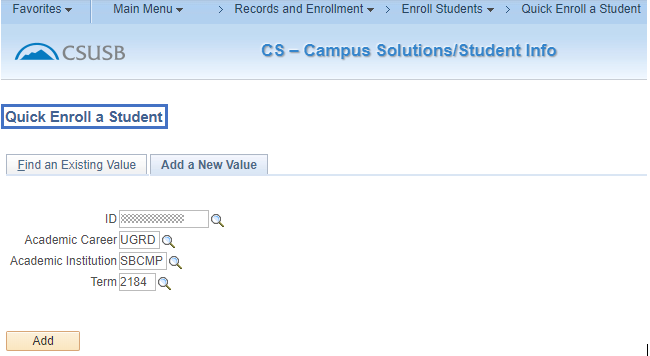 Favorites Main Menu > Records and Enrollment > Enroll Students > Quick Enroll a Student
CSUSB CS – Campus Solutions/Student Info
Quick Enroll a Student
Find an Existing Value Add a New Value
ID
Academic Career UGRD
Academic Institution SBCMP
Term 2184
Add